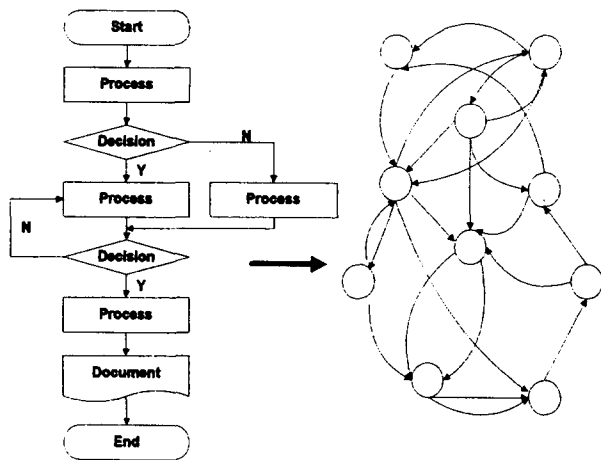 Start
Process
Decision
N
Y
Process
Process
N
Decision
Y
Process
Document
End